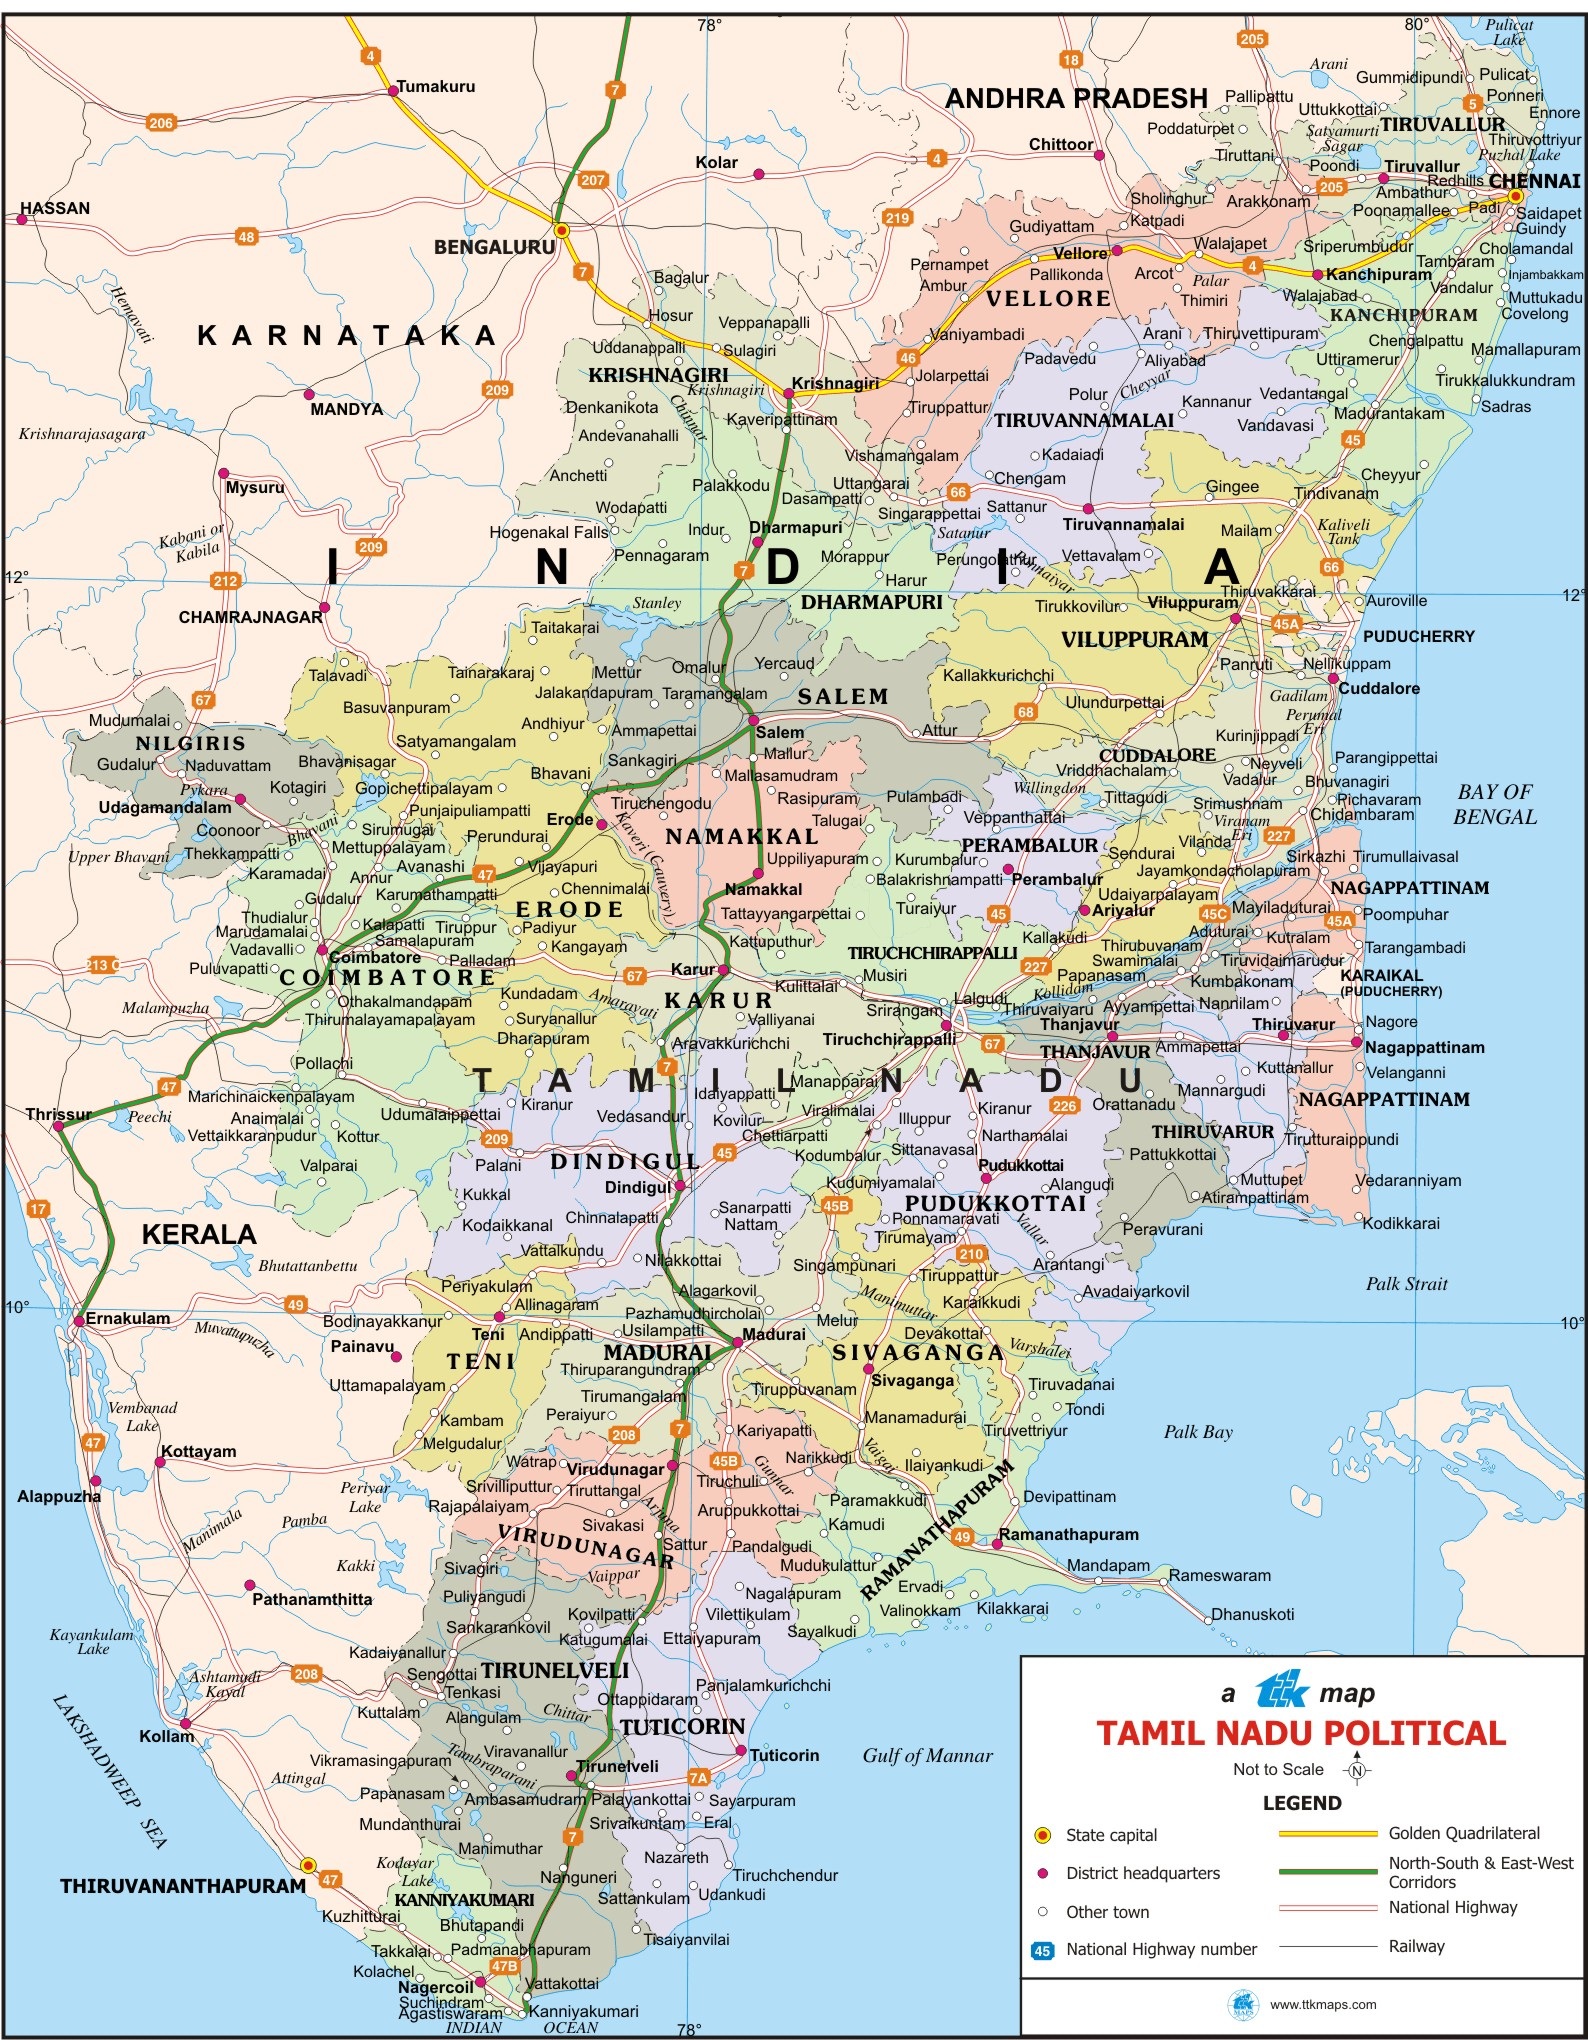 78°
80°
Pulicat
Lake
4
7
18
205
Arani
Gummidipundi
Pulicat
Tumakuru
ANDHRA PRADESH
Pallipattu
Uttukkottai
5
Ponneri
Ennore
206
Poddaturpet
Satyamurti
Sagar
TIRUVALLUR
Thiruvottriyur
Chittoor
Kolar
4
Tiruttani
Poondi
Puzhal Lake
Tiruvallur
207
205
Redhills
CHENNAI
Ambathur
Sholinghur
Arakkonam
Poonamallee
Padi
Saidapet
Guindy
HASSAN
219
Gudiyattam
Katpadi
48
BENGALURU
Walajapet
Sriperumbudur
Cholamandal
Vellore
Pernampet
Tambaram
7
Pallikonda
Arcot
4
Kanchipuram
Injambakkam
Bagalur
Ambur
Palar
Walajabad
Vandalur
Muttukadu
Hemavati
VELLORE
Thimiri
KANCHIPURAM
Covelong
Hosur
Veppanapalli
KARNATAKA
Vaniyambadi
Arani
Thiruvettipuram
Chengalpattu
Uddanappalli
Sulagiri
46
Padavedu
Aliyabad
Uttiramerur
Mamallapuram
KRISHNAGIRI
Krishnagiri
Krishnagiri
Jolarpettai
Cheyyar
Tirukkalukkundram
209
Polur
Kannanur
Vedantangal
MANDYA
Denkanikota
Chinnar
Kaveripattinam
Tiruppattur
TIRUVANNAMALAI
Madurantakam
Sadras
Krishnarajasagara
Andevanahalli
Vandavasi
45
Vishamangalam
Kadaiadi
Anchetti
Palakkodu
Uttangarai
Chengam
Cheyyur
Mysuru
Dasampatti
66
Gingee
Tindivanam
Wodapatti
Singarappettai
Sattanur
Kabani or
Kabila
Hogenakal Falls
Indur
Dharmapuri
Satanur
Tiruvannamalai
Mailam
Kaliveli
Tank
209
Pennagaram
Morappur
Perungolathur
Vettavalam
INDIA
12°
212
7
Harur
Ponnaiyar
66
12°
CHAMRAJNAGAR
Stanley
DHARMAPURI
Tirukkovilur
Viluppuram
Thiruvakkarai
Auroville
Taitakarai
VILUPPURAM
45A
PUDUCHERRY
Talavadi
Tainarakaraj
Mettur
Omalur
Yercaud
Kallakkurichchi
Panruti
Nellikuppam
Jalakandapuram
Taramangalam
SALEM
Ulundurpettai
Gadilam
Cuddalore
67
Basuvanpuram
68
Perumal
Eri
Mudumalai
Andhiyur
Ammapettai
Salem
Attur
Kurinjippadi
NILGIRIS
Satyamangalam
Mallur
CUDDALORE
Gudalur
Naduvattam
Bhavanisagar
Sankagiri
Vriddhachalam
Neyveli
Parangippettai
Bhavani
Mallasamudram
Vadalur
Bhuvanagiri
Pykara
Kotagiri
Gopichettipalayam
Willingdon
BAY OF
BENGAL
Udagamandalam
Punjaipuliampatti
Tiruchengodu
Rasipuram
Pulambadi
Tittagudi
Srimushnam
Pichavaram
Coonoor
Bhavani
Sirumugai
Erode
Talugai
Veppanthattai
Viranam
Eri
Chidambaram
Mettuppalayam
Perundurai
NAMAKKAL
PERAMBALUR
Vilanda
227
Upper Bhavani
Thekkampatti
Avanashi
Kaveri (Cauvery)
Uppiliyapuram
Kurumbalur
Sendurai
Sirkazhi
Tirumullaivasal
Karamadai
Annur
47
Vijayapuri
Namakkal
Balakrishnampatti
Perambalur
Jayamkondacholapuram
Gudalur
Karumathampatti
Chennimalai
Udaiyarpalayam
NAGAPPATTINAM
Thudialur
Kalapatti
Tiruppur
ERODE
Tattayyangarpettai
Turaiyur
45
Ariyalur
45C
Mayiladuturai
45A
Poompuhar
Marudamalai
Samalapuram
Padiyur
Kallakudi
Aduturai
Kutralam
Vadavalli
Coimbatore
Kangayam
Kattuputhur
TIRUCHCHIRAPPALLI
Thirubuvanam
Tarangambadi
Puluvapatti
Palladam
67
Karur
227
Swamimalai
Tiruvidaimarudur
KARAIKAL
(PUDUCHERRY)
COIMBATORE
Musiri
Papanasam
Kumbakonam
Malampuzha
Othakalmandapam
Kundadam
Amaravati
KARUR
Kulittalai
Lalgudi
Kollidam
Nannilam
Thirumalayamapalayam
Suryanallur
Valliyanai
Srirangam
Thiruvaiyaru
Ayyampettai
Thiruvarur
Nagore
Dharapuram
Aravakkurichchi
Tiruchchirappalli
67
Thanjavur
THANJAVUR
Ammapettai
Nagappattinam
Pollachi
7
TAMIL NADU
Manapparai
Kuttanallur
Velanganni
47
Marichinaickenpalayam
Kiranur
Idalyappatti
Mannargudi
Thrissur
Peechi
Anaimalai
Udumalaippettai
Vedasandur
Kovilur
Viralimalai
Illuppur
Kiranur
226
Orattanadu
NAGAPPATTINAM
Vettaikkaranpudur
Kottur
209
Chettiarpatti
Narthamalai
THIRUVARUR
Tirutturaippundi
Valparai
Palani
DINDIGUL
45
Kodumbalur
Sittanavasal
Pattukkottai
Dindigul
Pudukkottai
Kukkal
Kudumiyamalai
Alangudi
Muttupet
Vedaranniyam
17
Sanarpatti
45B
PUDUKKOTTAI
Atirampattinam
Kodaikkanal
Chinnalapatti
Nattam
Ponnamaravati
Peravurani
Kodikkarai
KERALA
Vattalkundu
Tirumayam
Vallar
Bhutattanbettu
Nilakkottai
Singampunari
210
Arantangi
Periyakulam
Tiruppattur
Palk Strait
10°
49
Allinagaram
Alagarkovil
Manimuttar
Karaikkudi
Avadaiyarkovil
Ernakulam
Bodinayakkanur
Pazhamudhircholai
Melur
10°
Muvattupuzha
Teni
Andippatti
Usilampatti
Madurai
Devakottai
Painavu
TENI
MADURAI
SIVAGANGA
Varshalei
Thiruparangundram
Uttamapalayam
Tirumangalam
Tiruppuvanam
Sivaganga
Tiruvadanai
Vembanad
Lake
Kambam
Peraiyur
Manamadurai
Tondi
Melgudalur
208
7
Kariyapatti
Tiruvettriyur
Palk Bay
47
Kottayam
Watrap
Virudunagar
45B
Narikkudi
Vaigai
Ilaiyankudi
Periyar
Lake
Srivilliputtur
Tiruttangal
Tiruchuli
Guntar
Alappuzha
Rajapalaiyam
Arjuna
Aruppukkottai
Paramakkudi
Devipattinam
Manimala
Pamba
Sivakasi
Kamudi
VIRUDUNAGAR
Sattur
Pandalgudi
RAMANATHAPURAM
49
Ramanathapuram
Kakki
Sivagiri
Vaippar
Mudukulattur
Mandapam
Rameswaram
Pathanamthitta
Puliyangudi
Nagalapuram
Ervadi
Kovilpatti
Vilettikulam
Valinokkam
Kilakkarai
Dhanuskoti
Sankarankovil
Katugumalai
Ettaiyapuram
Sayalkudi
Kayankulam
Lake
Kadaiyanallur
208
Sengottai
TIRUNELVELI
Ashtamudi
Kayal
Tenkasi
Ottappidaram
Panjalamkurichchi
Kuttalam
Alangulam
Chittar
TUTICORIN
Kollam
Viravanallur
Tuticorin
Gulf of Mannar
LAKSHADWEEP SEA
Vikramasingapuram
Tambraparani
Tirunelveli
7A
Attingal
Papanasam
Ambasamudram
Palayankottai
Sayarpuram
Mundanthurai
Srivaikuntam
Eral
7
Manimuthar
Nazareth
Kodayar
Lake
Nanguneri
Tiruchchendur
THIRUVANANTHAPURAM
47
KANNIYAKUMARI
Sattankulam
Udankudi
Kuzhitturai
Bhutapandi
Tisaiyanvilai
Takkalai
Padmanabhapuram
Kolachel
47B
Nagercoil
Vattakottai
Suchindram
Agastiswaram
Kanniyakumari
INDIAN OCEAN
78°
a ttk map
TAMIL NADU POLITICAL
Not to Scale
N
LEGEND
State capital
Golden Quadrilateral
District headquarters
North-South & East-West
Corridors
Other town
National Highway
45
National Highway number
Railway
www.ttkmaps.com